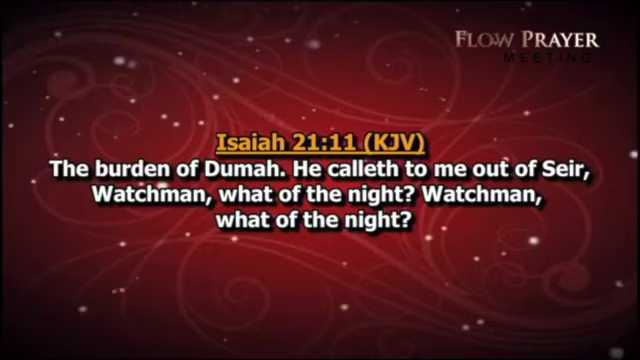 FLOW PRAYER
MEETING
Isaiah 21:11 (KJV)
The burden of Dumah. He calleth to me out of Seir,
Watchman, what of the night? Watchman,
what of the night?